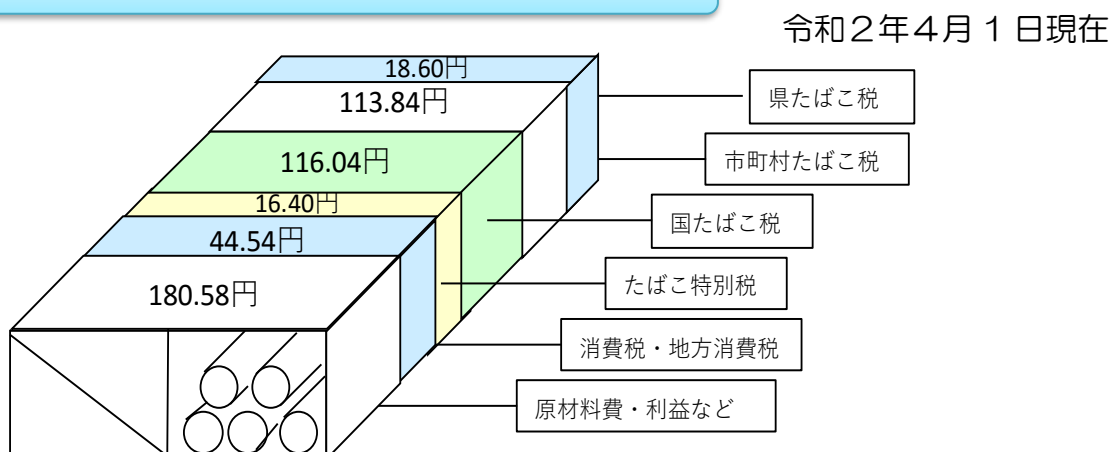 令和２年４月１日現在
18.60円
県たばこ税
113.84円
市町村たばこ税
116.04円
国たばこ税
16.40円
たばこ特別税
44.54円
消費税・地方消費税
180.58円
原材料費・利益など